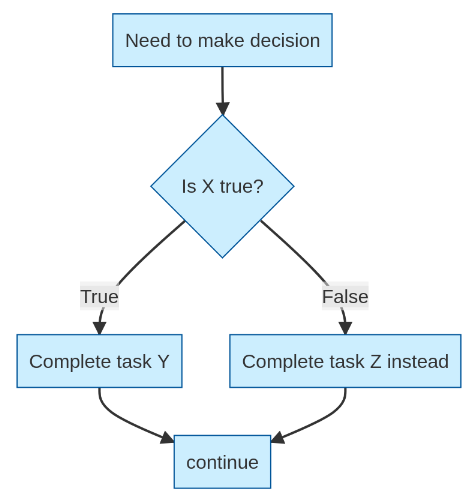 Need to make decision
Is X true?
True
False
Complete task Y
Complete task Z instead
continue